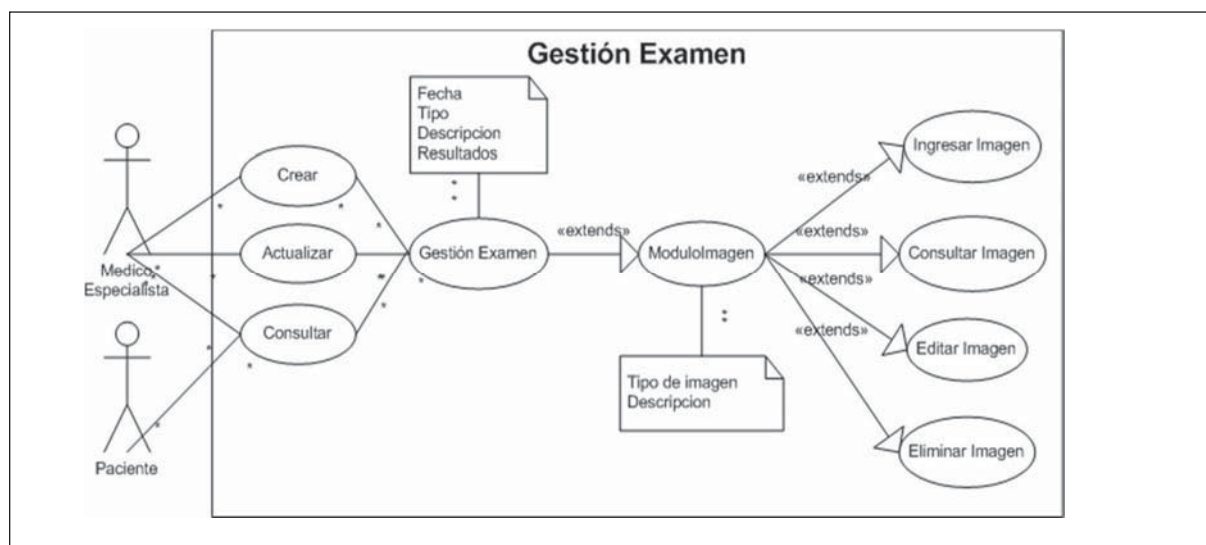 Gestión Examen
Fecha
Tipo
Descripcion
Resultados
Medico
Especialista
Paciente
Crear
Actualizar
Consultar
Gestión Examen
«extends»
ModuloImagen
Tipo de imagen
Descripcion
«extends»
Ingresar Imagen
«extends»
Consultar Imagen
«extends»
Editar Imagen
«extends»
Eliminar Imagen